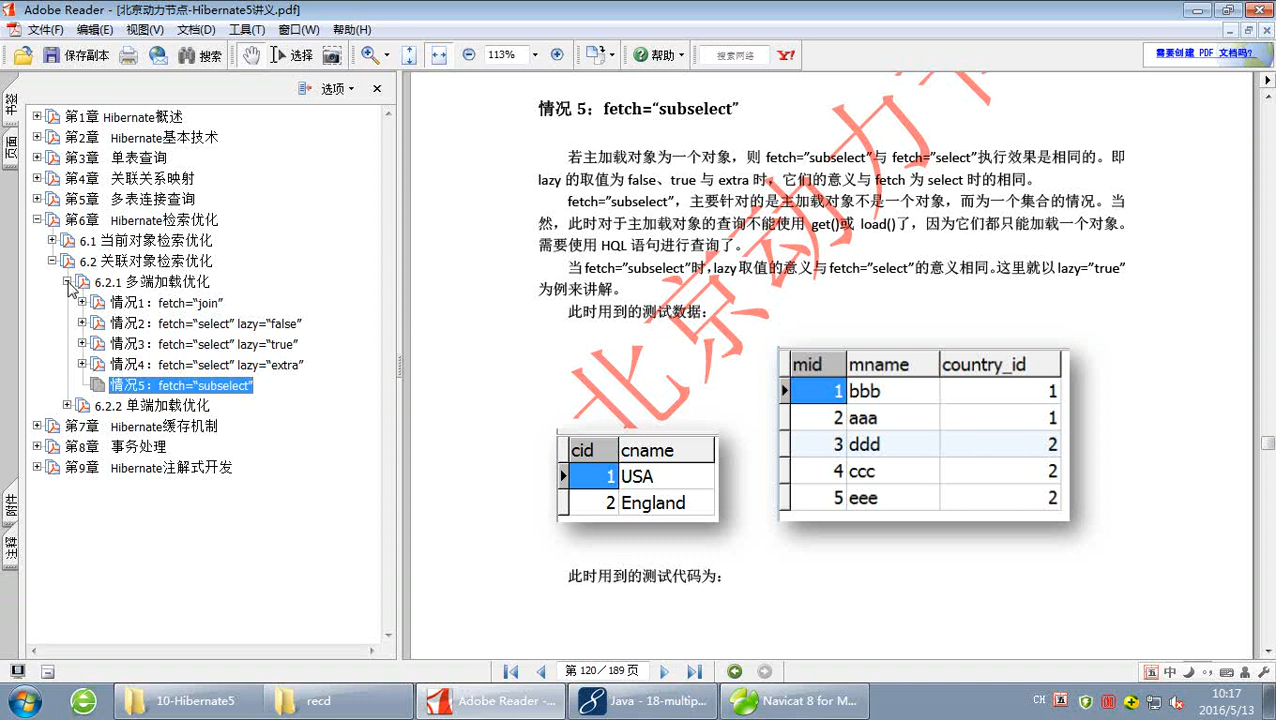 Adobe Reader - [北京动力节点-Hibernate5讲义.pdf]
文件(F) 编辑(E) 视图(V) 文档(D) 工具(T) 窗口(W) 帮助(H)
保存副本 搜索 选择 113% 帮助 搜索网络 Y! 需要创建 PDF 文档吗?
书签
页面
附件
注释
选项
第1章 Hibernate概述
第2章 Hibernate基本技术
第3章 单表查询
第4章 关联关系映射
第5章 多表连接查询
第6章 Hibernate检索优化
6.1 当前对象检索优化
6.2 关联对象检索优化
6.2.1 多端加载优化
情况1：fetch=“join”
情况2：fetch=“select” lazy=“false”
情况3：fetch=“select” lazy=“true”
情况4：fetch=“select” lazy=“extra”
情况5：fetch=“subselect”
6.2.2 单端加载优化
第7章 Hibernate缓存机制
第8章 事务处理
第9章 Hibernate注解式开发
情况 5：fetch=“subselect”
若主加载对象为一个对象，则 fetch=”subselect”与 fetch=”select”执行效果是相同的。即
lazy 的取值为 false、true 与 extra 时，它们的意义与 fetch 为 select 时的相同。
fetch=”subselect”，主要针对的是主加载对象不是一个对象，而为一个集合的情况。当
然，此时对于主加载对象的查询不能使用 get()或 load()了，因为它们都只能加载一个对象。
需要使用 HQL 语句进行查询了。
当 fetch=”subselect”时，lazy 取值的意义与 fetch=”select”的意义相同。这里就以 lazy=”true”
为例来讲解。
此时用到的测试数据：
cid cname
1 USA
2 England
mid mname country_id
1 bbb 1
2 aaa 1
3 ddd 2
4 ccc 2
5 eee 2
此时用到的测试代码为：
北京动力节
第 120 / 189 页
五 中
10-Hibernate5 recd Adobe Reader -... Java - 18-multip... Navicat 8 for M...
CH 五
10:17
2016/5/13